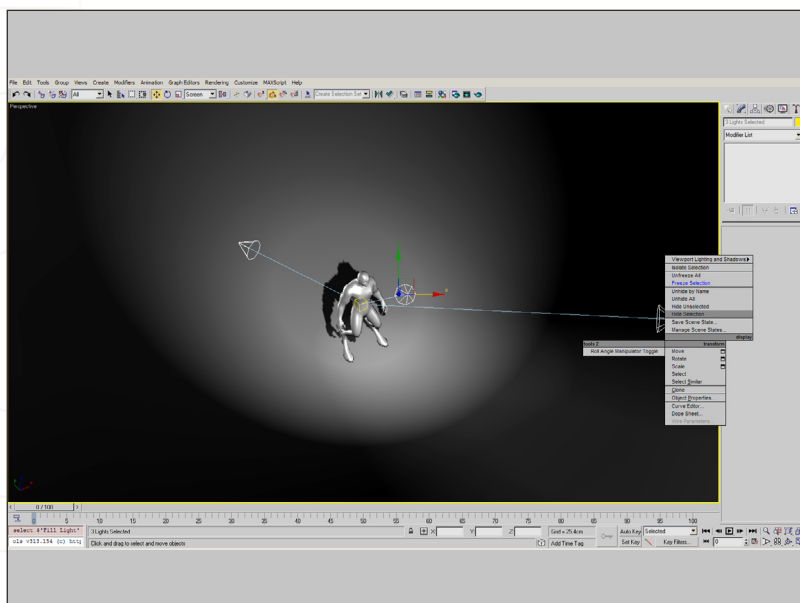 File Edit Tools Group Views Create Modifiers Animation Graph Editors Rendering Customize MAXScript Help
All Screen Create Selection Set
Perspective
3 Lights Selected
Modifier List
Viewport Lighting and Shadows
Isolate Selection
Unfreeze All
Freeze Selection
Unhide by Name
Unhide All
Hide Unselected
Hide Selection
Save Scene State...
Manage Scene States...
display
tools 2 transform
Roll Angle Manipulator Toggle
Move
Rotate
Scale
Select
Select Similar
Clone
Object Properties...
Curve Editor...
Dope Sheet...
Wire Parameters
x
0 / 100
0 5 10 15 20 25 30 35 40 45 50 55 60 65 70 75 80 85 90 95 100
select $'Fill Light' 3 Lights Selected X Y Z Grid = 25.4cm Auto Key Selected
ols v313.154 (c) http Click and drag to select and move objects Add Time Tag Set Key Key Filters... 0